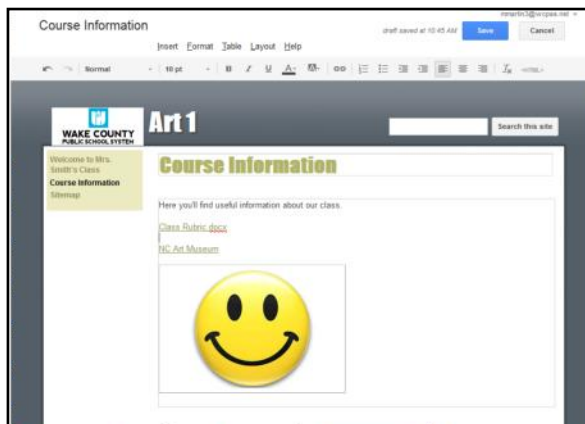 mmartin3@wcpss.net
Course Information
draft saved at 10:45 AM
Save
Cancel
Insert Format Table Layout Help
Normal
10 pt
B I U A
<HTML>
WAKE COUNTY
PUBLIC SCHOOL SYSTEM
Art 1
Search this site
Welcome to Mrs.
Smith's Class
Course Information
Sitemap
Course Information
Here you'll find useful information about our class.
Class Rubric.docx
NC Art Museum